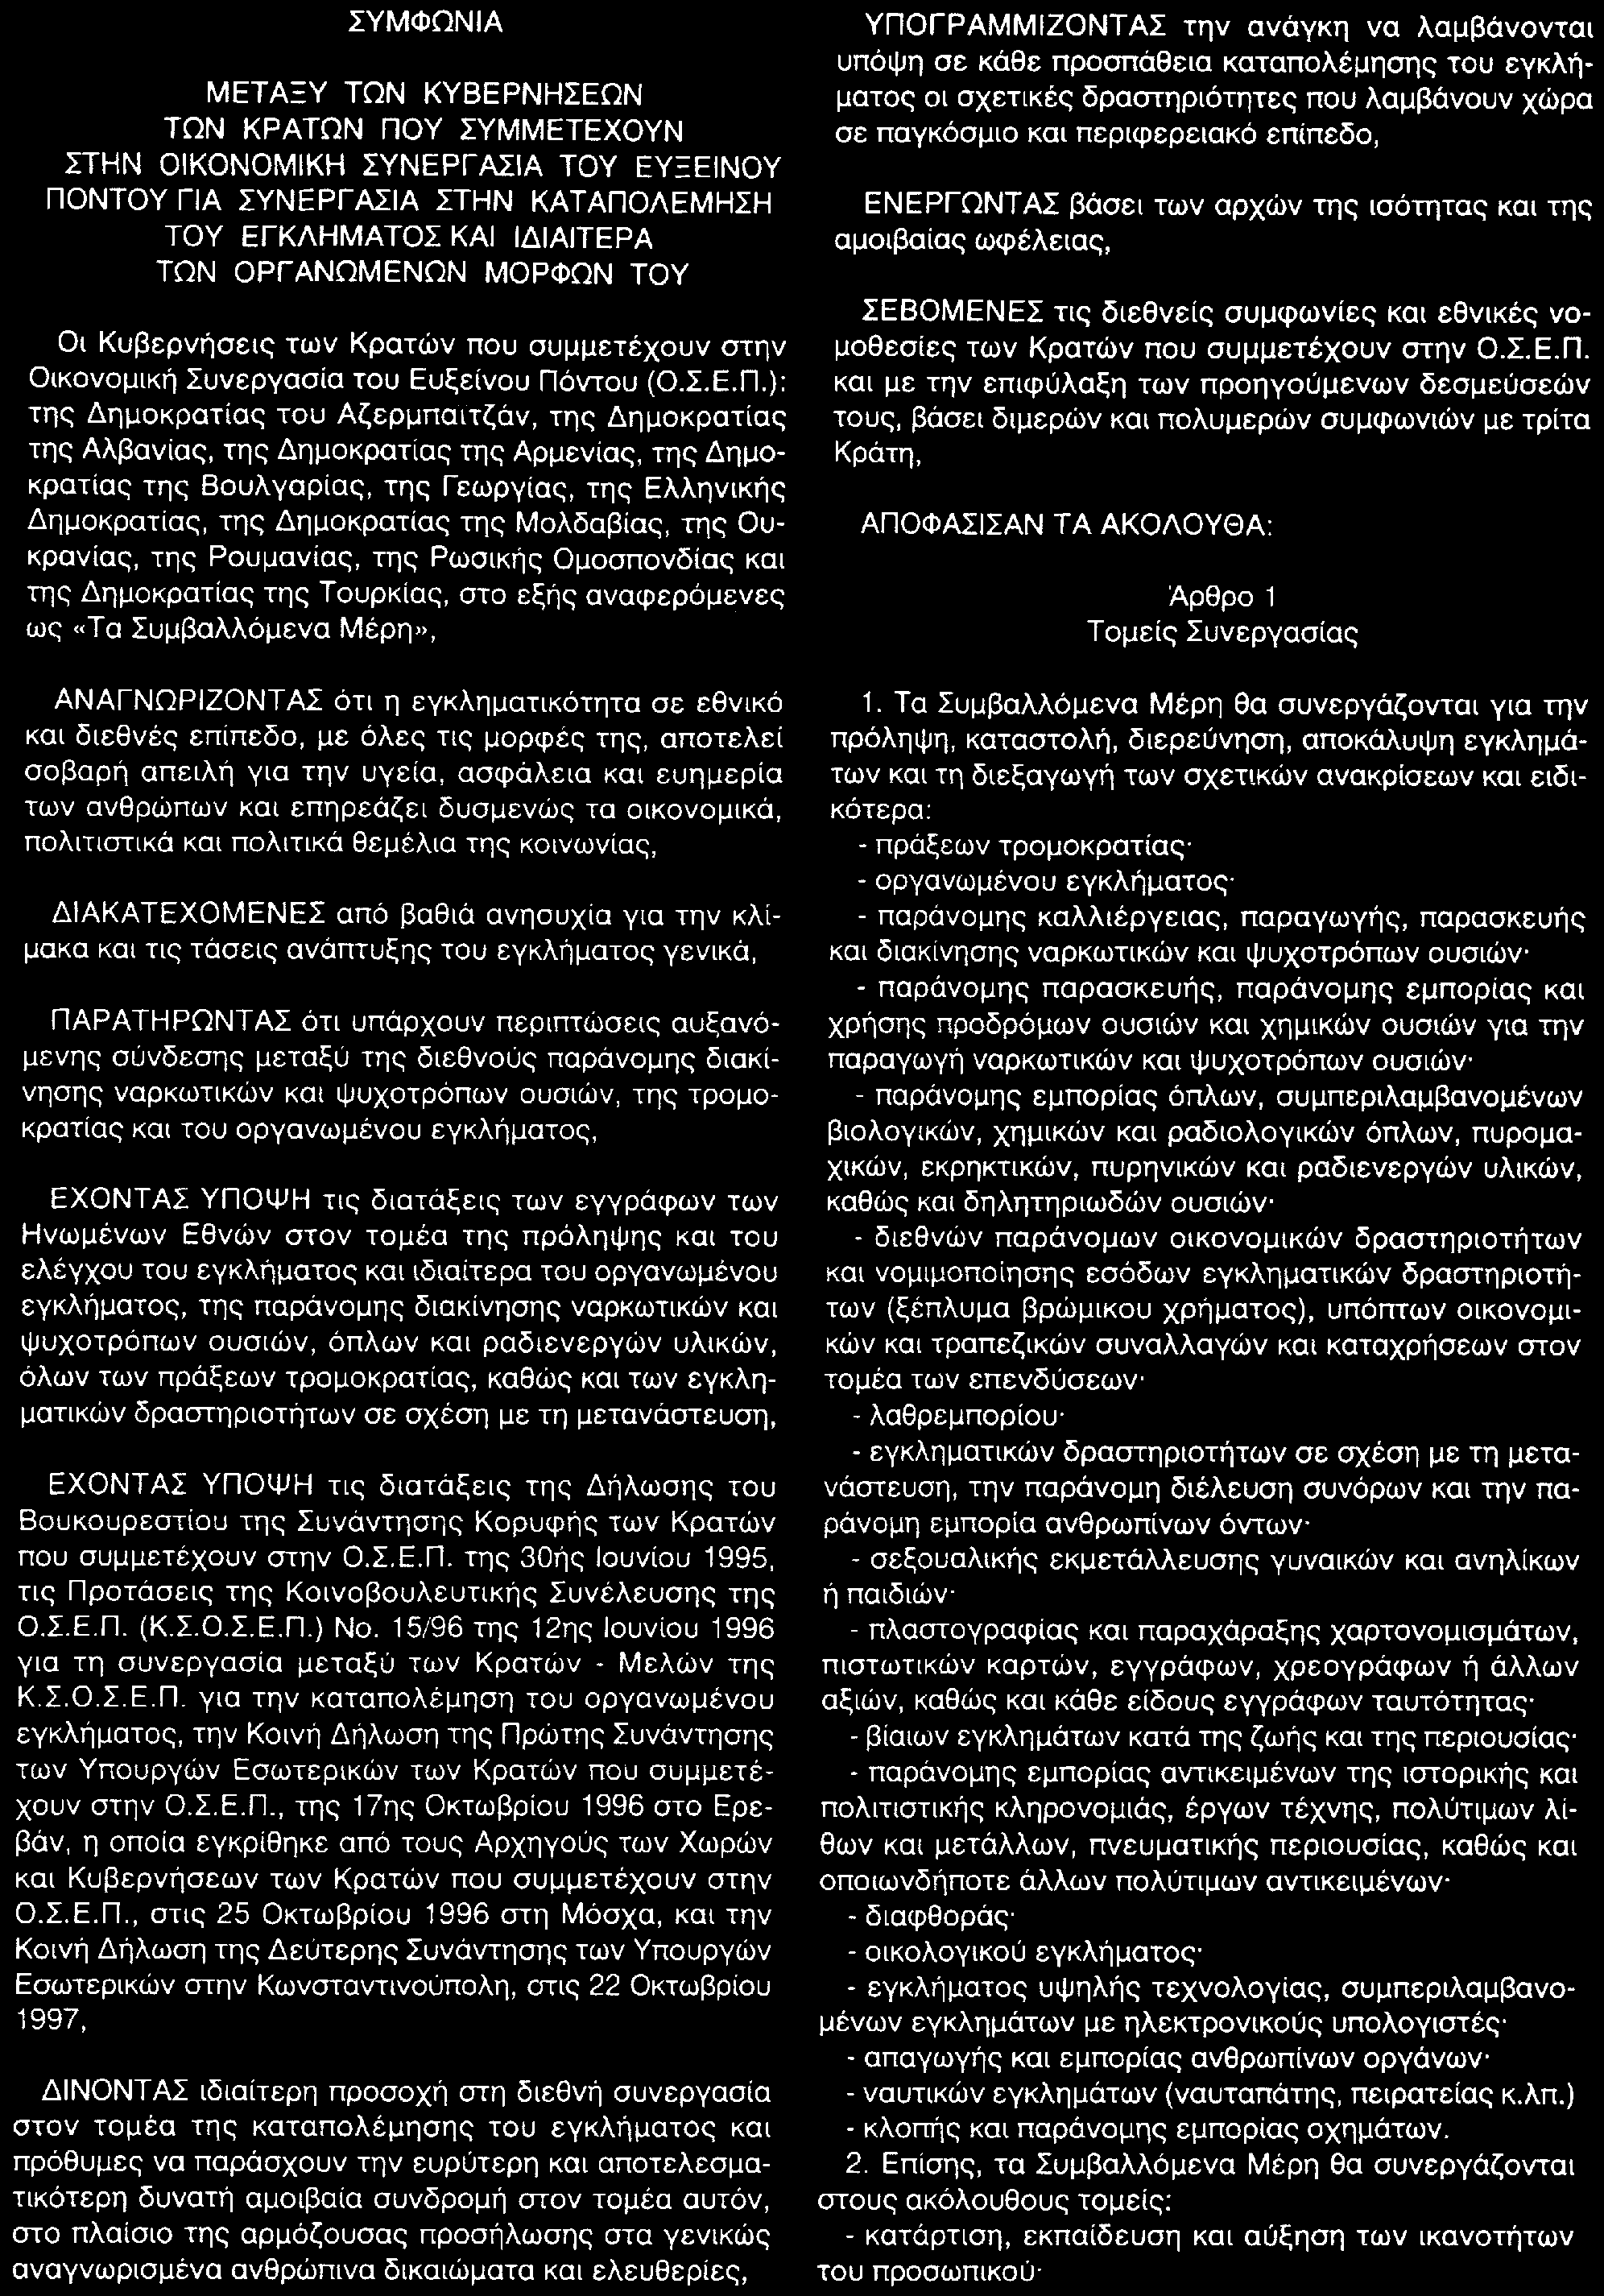 ΣΥΜΦΩΝΙΑ
ΜΕΤΑΞΥ ΤΩΝ ΚΥΒΕΡΝΗΣΕΩΝ
ΤΩΝ ΚΡΑΤΩΝ ΠΟΥ ΣΥΜΜΕΤΕΧΟΥΝ
ΣΤΗΝ ΟΙΚΟΝΟΜΙΚΗ ΣΥΝΕΡΓΑΣΙΑ ΤΟΥ ΕΥΞΕΙΝΟΥ
ΠΟΝΤΟΥ ΓΙΑ ΣΥΝΕΡΓΑΣΙΑ ΣΤΗΝ ΚΑΤΑΠΟΛΕΜΗΣΗ
ΤΟΥ ΕΓΚΛΗΜΑΤΟΣ ΚΑΙ ΙΔΙΑΙΤΕΡΑ
ΤΩΝ ΟΡΓΑΝΩΜΕΝΩΝ ΜΟΡΦΩΝ ΤΟΥ
Οι Κυβερνήσεις των Κρατών που συμμετέχουν στην
Οικονομική Συνεργασία του Ευξείνου Πόντου (Ο.Σ.Ε.Π.):
της Δημοκρατίας του Αζερμπαϊτζάν, της Δημοκρατίας
της Αλβανίας, της Δημοκρατίας της Αρμενίας, της Δημο-
κρατίας της Βουλγαρίας, της Γεωργίας, της Ελληνικής
Δημοκρατίας, της Δημοκρατίας της Μολδαβίας, της Ου-
κρανίας, της Ρουμανίας, της Ρωσικής Ομοσπονδίας και
της Δημοκρατίας της Τουρκίας, στο εξής αναφερόμενες
ως «Τα Συμβαλλόμενα Μέρη»,
ΑΝΑΓΝΩΡΙΖΟΝΤΑΣ ότι η εγκληματικότητα σε εθνικό
και διεθνές επίπεδο, με όλες τις μορφές της, αποτελεί
σοβαρή απειλή για την υγεία, ασφάλεια και ευημερία
των ανθρώπων και επηρεάζει δυσμενώς τα οικονομικά,
πολιτιστικά και πολιτικά θεμέλια της κοινωνίας,
ΔΙΑΚΑΤΕΧΟΜΕΝΕΣ από βαθιά ανησυχία για την κλί-
μακα και τις τάσεις ανάπτυξης του εγκλήματος γενικά,
ΠΑΡΑΤΗΡΩΝΤΑΣ ότι υπάρχουν περιπτώσεις αυξανό-
μενης σύνδεσης μεταξύ της διεθνούς παράνομης διακί-
νησης ναρκωτικών και ψυχοτρόπων ουσιών, της τρομο-
κρατίας και του οργανωμένου εγκλήματος,
ΕΧΟΝΤΑΣ ΥΠΟΨΗ τις διατάξεις των εγγράφων των
Ηνωμένων Εθνών στον τομέα της πρόληψης και του
ελέγχου του εγκλήματος και ιδιαίτερα του οργανωμένου
εγκλήματος, της παράνομης διακίνησης ναρκωτικών και
ψυχοτρόπων ουσιών, όπλων και ραδιενεργών υλικών,
όλων των πράξεων τρομοκρατίας, καθώς και των εγκλη-
ματικών δραστηριοτήτων σε σχέση με τη μετανάστευση,
ΕΧΟΝΤΑΣ ΥΠΟΨΗ τις διατάξεις της Δήλωσης του
Βουκουρεστίου της Συνάντησης Κορυφής των Κρατών
που συμμετέχουν στην Ο.Σ.Ε.Π. της 30ής Ιουνίου 1995,
τις Προτάσεις της Κοινοβουλευτικής Συνέλευσης της
Ο.Σ.Ε.Π. (Κ.Σ.Ο.Σ.Ε.Π.) Νο. 15/96 της 12ης Ιουνίου 1996
για τη συνεργασία μεταξύ των Κρατών - Μελών της
Κ.Σ.Ο.Σ.Ε.Π. για την καταπολέμηση του οργανωμένου
εγκλήματος, την Κοινή Δήλωση της Πρώτης Συνάντησης
των Υπουργών Εσωτερικών των Κρατών που συμμετέ-
χουν στην Ο.Σ.Ε.Π., της 17ης Οκτωβρίου 1996 στο Ερε-
βάν, η οποία εγκρίθηκε από τους Αρχηγούς των Χωρών
και Κυβερνήσεων των Κρατών που συμμετέχουν στην
Ο.Σ.Ε.Π., στις 25 Οκτωβρίου 1996 στη Μόσχα, και την
Κοινή Δήλωση της Δεύτερης Συνάντησης των Υπουργών
Εσωτερικών στην Κωνσταντινούπολη, στις 22 Οκτωβρίου
1997,
ΔΙΝΟΝΤΑΣ ιδιαίτερη προσοχή στη διεθνή συνεργασία
στον τομέα της καταπολέμησης του εγκλήματος και
πρόθυμες να παράσχουν την ευρύτερη και αποτελεσμα-
τικότερη δυνατή αμοιβαία συνδρομή στον τομέα αυτόν,
στο πλαίσιο της αρμόζουσας προσήλωσης στα γενικώς
αναγνωρισμένα ανθρώπινα δικαιώματα και ελευθερίες,
ΥΠΟΓΡΑΜΜΙΖΟΝΤΑΣ την ανάγκη να λαμβάνονται
υπόψη σε κάθε προσπάθεια καταπολέμησης του εγκλή-
ματος οι σχετικές δραστηριότητες που λαμβάνουν χώρα
σε παγκόσμιο και περιφερειακό επίπεδο,
ΕΝΕΡΓΩΝΤΑΣ βάσει των αρχών της ισότητας και της
αμοιβαίας ωφέλειας,
ΣΕΒΟΜΕΝΕΣ τις διεθνείς συμφωνίες και εθνικές νο-
μοθεσίες των Κρατών που συμμετέχουν στην Ο.Σ.Ε.Π.
και με την επιφύλαξη των προηγούμενων δεσμεύσεών
τους, βάσει διμερών και πολυμερών συμφωνιών με τρίτα
Κράτη,
ΑΠΟΦΑΣΙΣΑΝ ΤΑ ΑΚΟΛΟΥΘΑ:
Άρθρο 1
Τομείς Συνεργασίας
1. Τα Συμβαλλόμενα Μέρη θα συνεργάζονται για την
πρόληψη, καταστολή, διερεύνηση, αποκάλυψη εγκλημά-
των και τη διεξαγωγή των σχετικών ανακρίσεων και ειδι-
κότερα:
- πράξεων τρομοκρατίας·
- οργανωμένου εγκλήματος·
- παράνομης καλλιέργειας, παραγωγής, παρασκευής
και διακίνησης ναρκωτικών και ψυχοτρόπων ουσιών·
- παράνομης παρασκευής, παράνομης εμπορίας και
χρήσης προδρόμων ουσιών και χημικών ουσιών για την
παραγωγή ναρκωτικών και ψυχοτρόπων ουσιών·
- παράνομης εμπορίας όπλων, συμπεριλαμβανομένων
βιολογικών, χημικών και ραδιολογικών όπλων, πυρομα-
χικών, εκρηκτικών, πυρηνικών και ραδιενεργών υλικών,
καθώς και δηλητηριωδών ουσιών·
- διεθνών παράνομων οικονομικών δραστηριοτήτων
και νομιμοποίησης εσόδων εγκληματικών δραστηριοτή-
των (ξέπλυμα βρώμικου χρήματος), υπόπτων οικονομι-
κών και τραπεζικών συναλλαγών και καταχρήσεων στον
τομέα των επενδύσεων·
- λαθρεμπορίου·
- εγκληματικών δραστηριοτήτων σε σχέση με τη μετα-
νάστευση, την παράνομη διέλευση συνόρων και την πα-
ράνομη εμπορία ανθρωπίνων όντων·
- σεξουαλικής εκμετάλλευσης γυναικών και ανηλίκων
ή παιδιών·
- πλαστογραφίας και παραχάραξης χαρτονομισμάτων,
πιστωτικών καρτών, εγγράφων, χρεογράφων ή άλλων
αξιών, καθώς και κάθε είδους εγγράφων ταυτότητας·
- βίαιων εγκλημάτων κατά της ζωής και της περιουσίας·
- παράνομης εμπορίας αντικειμένων της ιστορικής και
πολιτιστικής κληρονομιάς, έργων τέχνης, πολύτιμων λί-
θων και μετάλλων, πνευματικής περιουσίας, καθώς και
οποιωνδήποτε άλλων πολύτιμων αντικειμένων·
- διαφθοράς·
- οικολογικού εγκλήματος·
- εγκλήματος υψηλής τεχνολογίας, συμπεριλαμβανο-
μένων εγκλημάτων με ηλεκτρονικούς υπολογιστές·
- απαγωγής και εμπορίας ανθρωπίνων οργάνων·
- ναυτικών εγκλημάτων (ναυταπάτης, πειρατείας κ.λπ.)
- κλοπής και παράνομης εμπορίας οχημάτων.
2. Επίσης, τα Συμβαλλόμενα Μέρη θα συνεργάζονται
στους ακόλουθους τομείς:
- κατάρτιση, εκπαίδευση και αύξηση των ικανοτήτων
του προσωπικού·